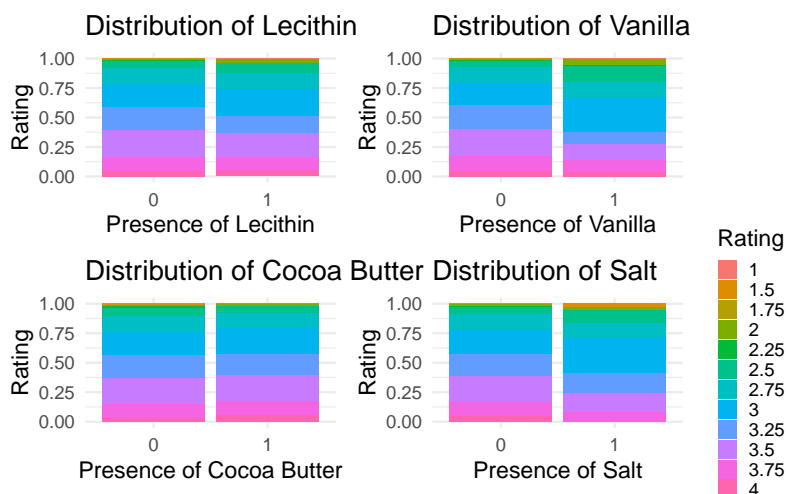 Distribution of Lecithin
Rating
1.00
0.75
0.50
0.25
0.00
0 1
Presence of Lecithin
Distribution of Vanilla
Rating
1.00
0.75
0.50
0.25
0.00
0 1
Presence of Vanilla
Distribution of Cocoa Butter
Rating
1.00
0.75
0.50
0.25
0.00
0 1
Presence of Cocoa Butter
Distribution of Salt
Rating
1.00
0.75
0.50
0.25
0.00
0 1
Presence of Salt
Rating
1
1.5
1.75
2
2.25
2.5
2.75
3
3.25
3.5
3.75
4